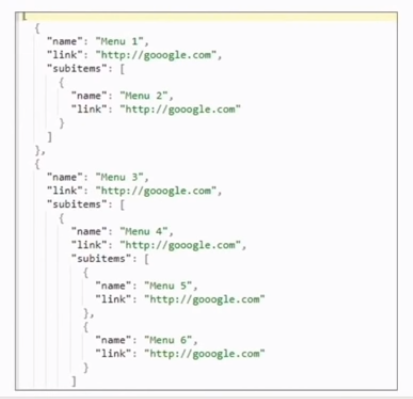 [
{
"name": "Menu 1",
"link": "http://gooogle.com",
"subitems": [
{
"name": "Menu 2",
"link": "http://gooogle.com"
}
]
},
{
"name": "Menu 3",
"link": "http://gooogle.com",
"subitems": [
{
"name": "Menu 4",
"link": "http://gooogle.com",
"subitems": [
{
"name": "Menu 5",
"link": "http://gooogle.com"
},
{
"name": "Menu 6",
"link": "http://gooogle.com"
}
]